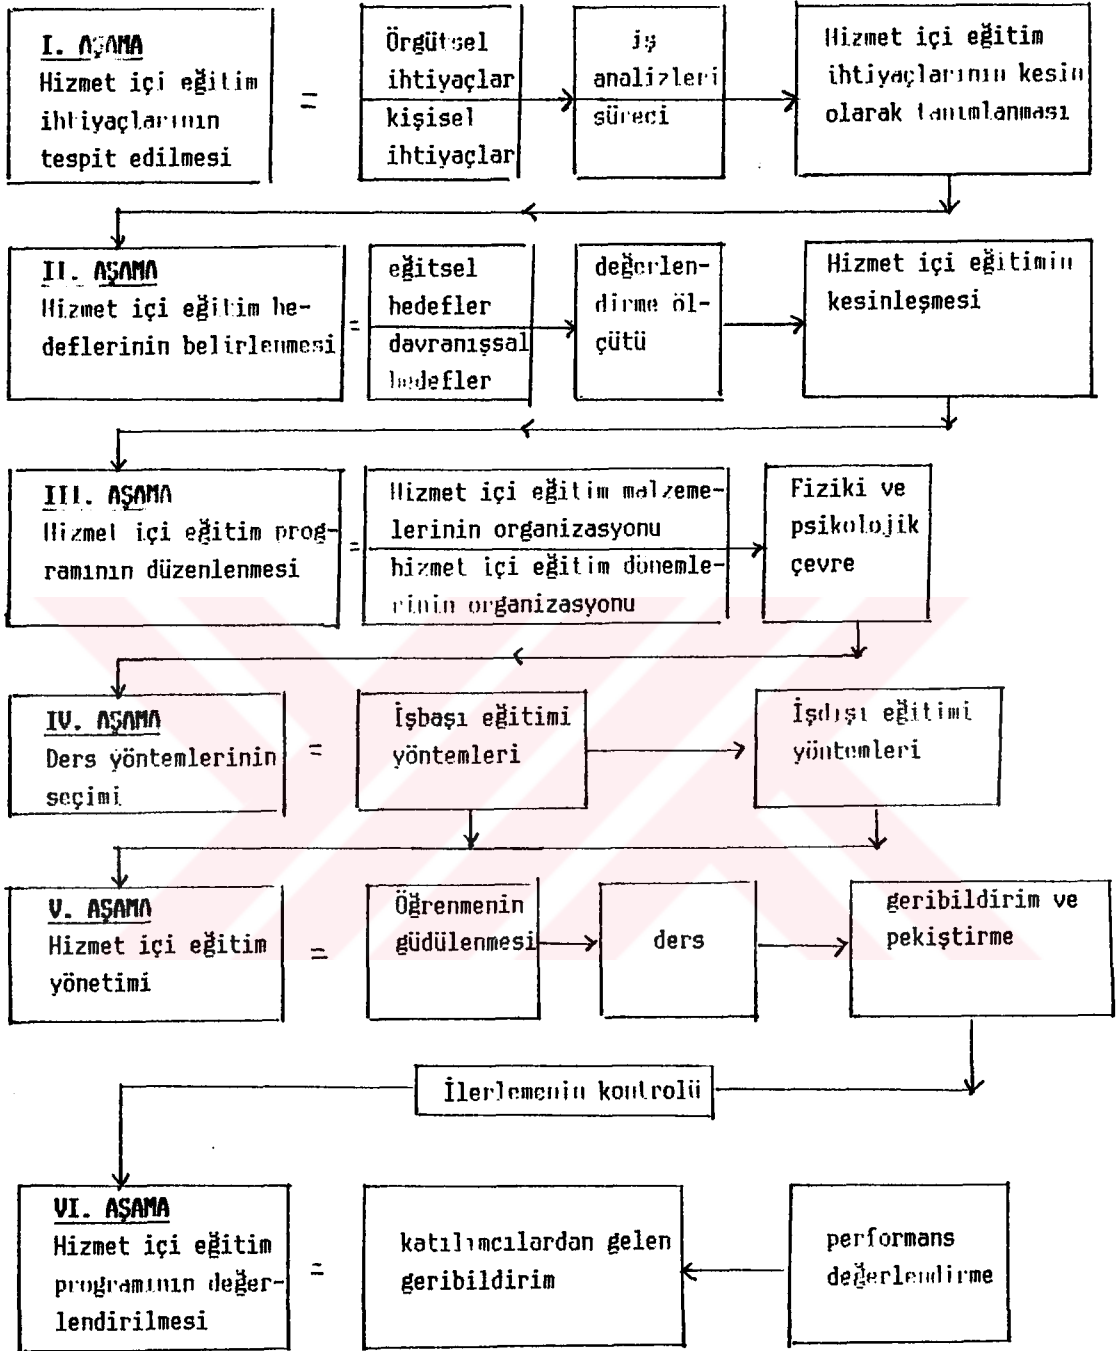 I. AŞAMA
Hizmet içi eğitim
ihtiyaçlarının
tespit edilmesi
=
Örgütsel
ihtiyaçlar
kişisel
ihtiyaçlar
iş
analizleri
süreci
Hizmet içi eğitim
ihtiyaçlarının kesin
olarak tanımlanması
II. AŞAMA
Hizmet içi eğitim he-
deflerinin belirlenmesi
=
eğitsel
hedefler
davranışsal
hedefler
değerlen-
dirme öl-
çütü
Hizmet içi eğitimin
kesinleşmesi
III. AŞAMA
Hizmet içi eğitim prog-
ramının düzenlenmesi
=
Hizmet içi eğitim malzeme-
lerinin organizasyonu
hizmet içi eğitim dönemle-
rinin organizasyonu
Fiziki ve
psikolojik
çevre
IV. AŞAMA
Ders yöntemlerinin
seçimi
=
İşbaşı eğitimi
yöntemleri
İşdışı eğitimi
yöntemleri
V. AŞAMA
Hizmet içi eğitim
yönetimi
=
Öğrenmenin
güdülenmesi
ders
geribildirim ve
pekiştirme
İlerlemenin kontrolü
VI. AŞAMA
Hizmet içi eğitim
programının değer-
lendirilmesi
=
katılımcılardan gelen
geribildirim
performans
değerlendirme